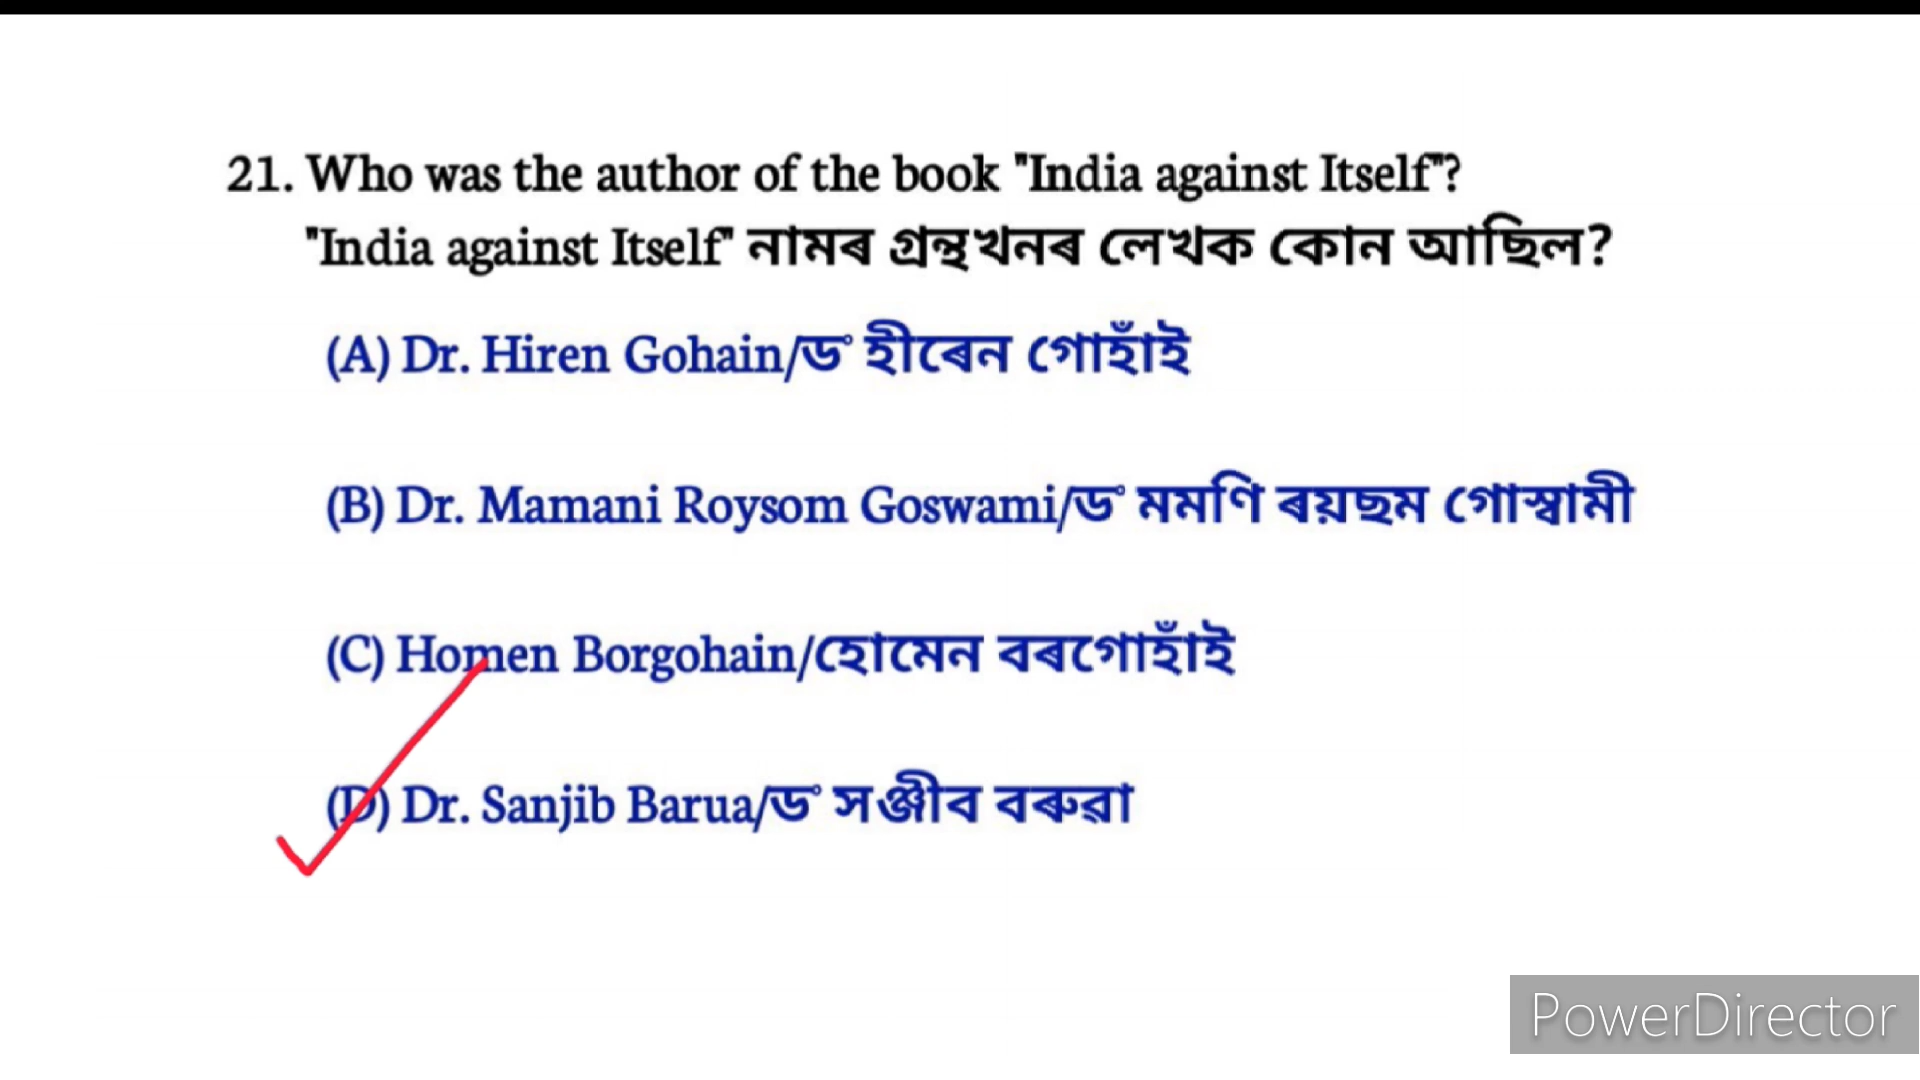 21. Who was the author of the book "India against Itself"?
"India against Itself" নামৰ গ্ৰন্থখনৰ লেখক কোন আছিল?
(A) Dr. Hiren Gohain/ড° হীৰেন গোহাঁই
(B) Dr. Mamani Roysom Goswami/ড° মমণি ৰয়ছম গোস্বামী
(C) Homen Borgohain/হোমেন বৰগোহাঁই
(D) Dr. Sanjib Barua/ড° সঞ্জীব বৰুৱা
PowerDirector